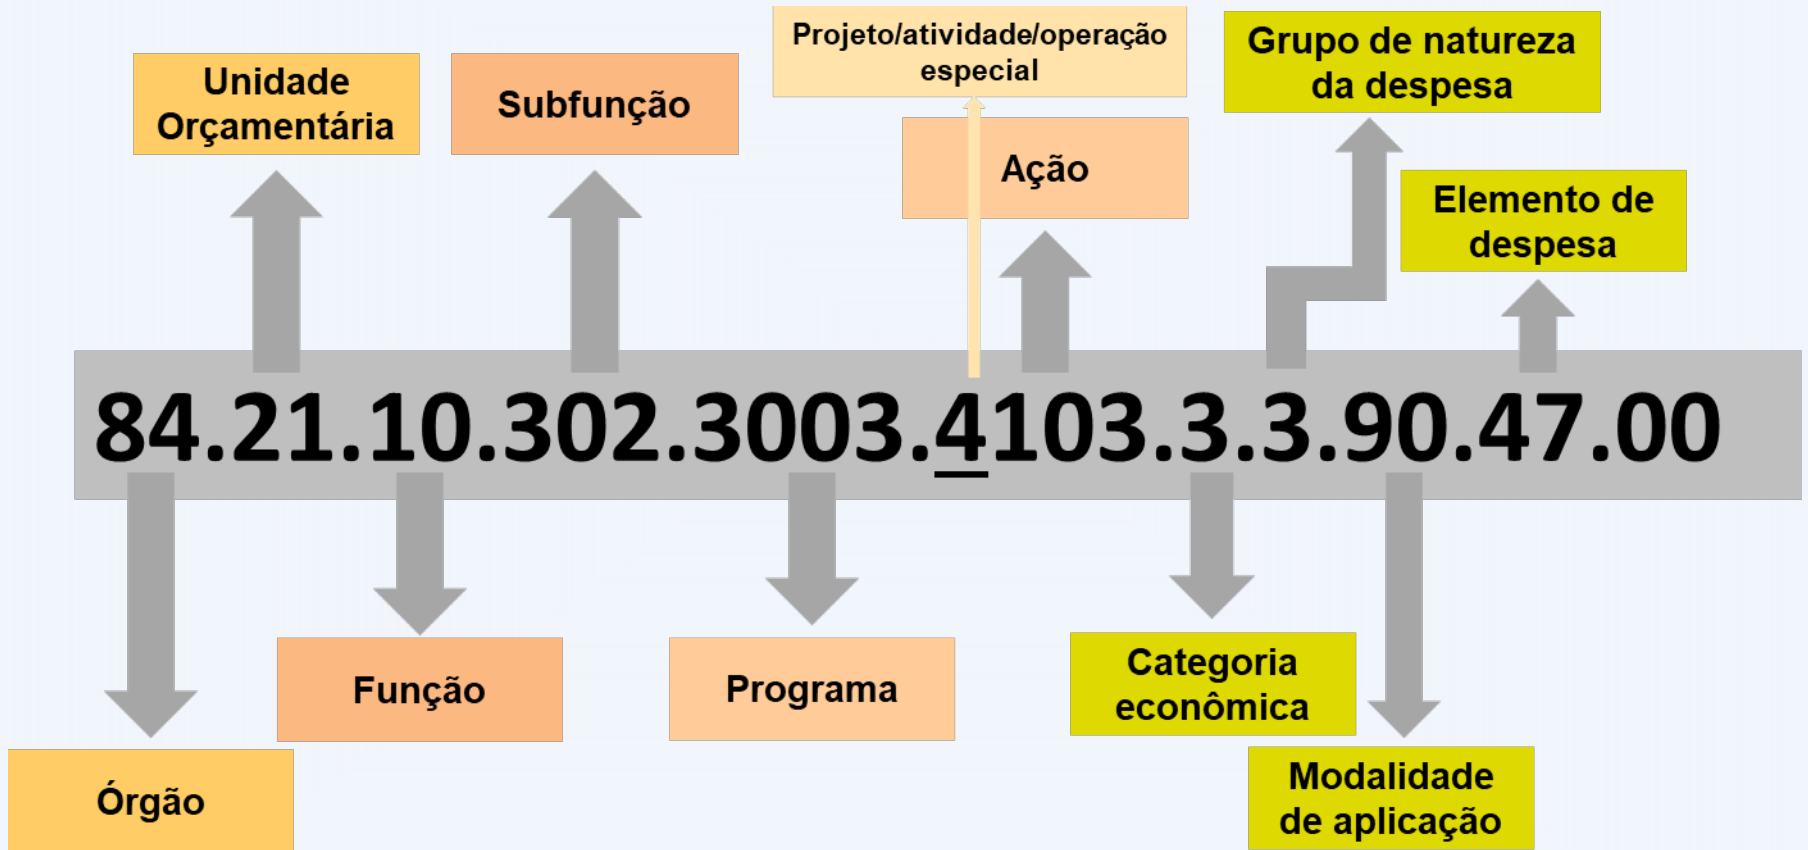 Projeto/atividade/operação
especial
Grupo de natureza
da despesa
Unidade
Orçamentária
Subfunção
Ação
Elemento de
despesa
84.21.10.302.3003.4103.3.3.90.47.00
Função
Programa
Categoria
econômica
Órgão
Modalidade
de aplicação